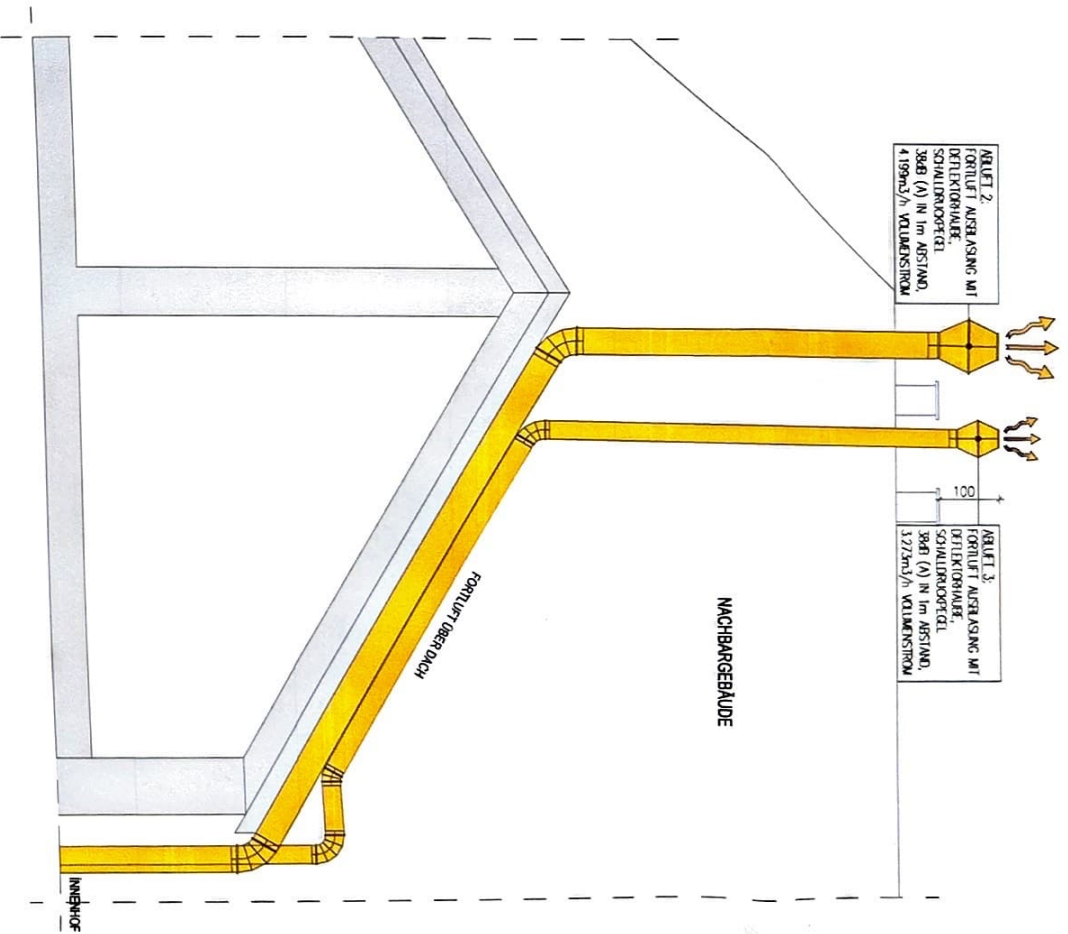 ABLUFT 2:
FORTLUFT AUSBLASUNG MIT
DEFLEKTORHAUBE,
SCHALLDRUCKPEGEL
38dB (A) IN 1m ABSTAND,
4.199m3/h VOLUMENSTROM
ABLUFT 3:
FORTLUFT AUSBLASUNG MIT
DEFLEKTORHAUBE,
SCHALLDRUCKPEGEL
38dB (A) IN 1m ABSTAND,
3.273m3/h VOLUMENSTROM
100
NACHBARGEBÄUDE
FORTLUFT ÜBER DACH
INNENHOF